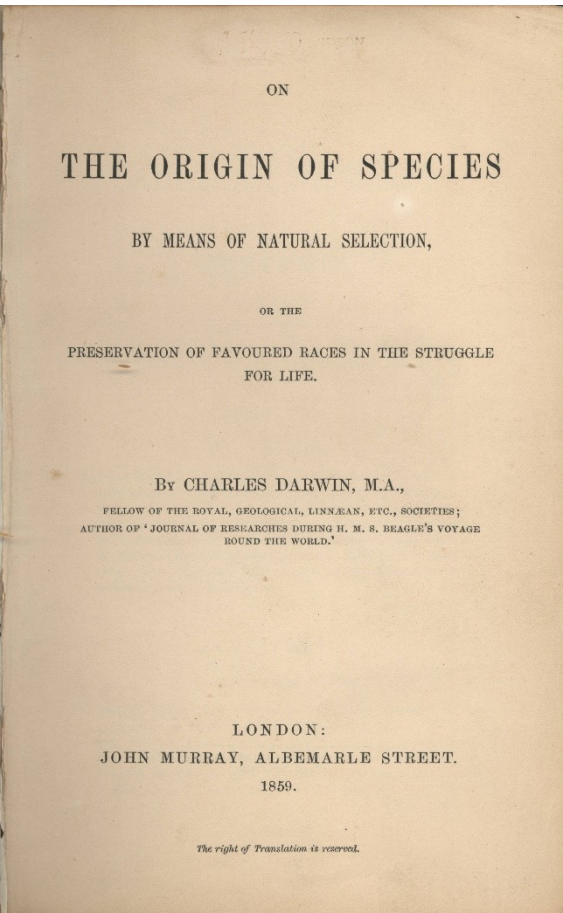 ON
THE ORIGIN OF SPECIES
BY MEANS OF NATURAL SELECTION,
OR THE
PRESERVATION OF FAVOURED RACES IN THE STRUGGLE
FOR LIFE.
BY CHARLES DARWIN, M.A.,
FELLOW OF THE ROYAL, GEOLOGICAL, LINNÆAN, ETC., SOCIETIES;
AUTHOR OF ‘JOURNAL OF RESEARCHES DURING H. M. S. BEAGLE’S VOYAGE
ROUND THE WORLD.’
LONDON:
JOHN MURRAY, ALBEMARLE STREET.
1859.
The right of Translation is reserved.